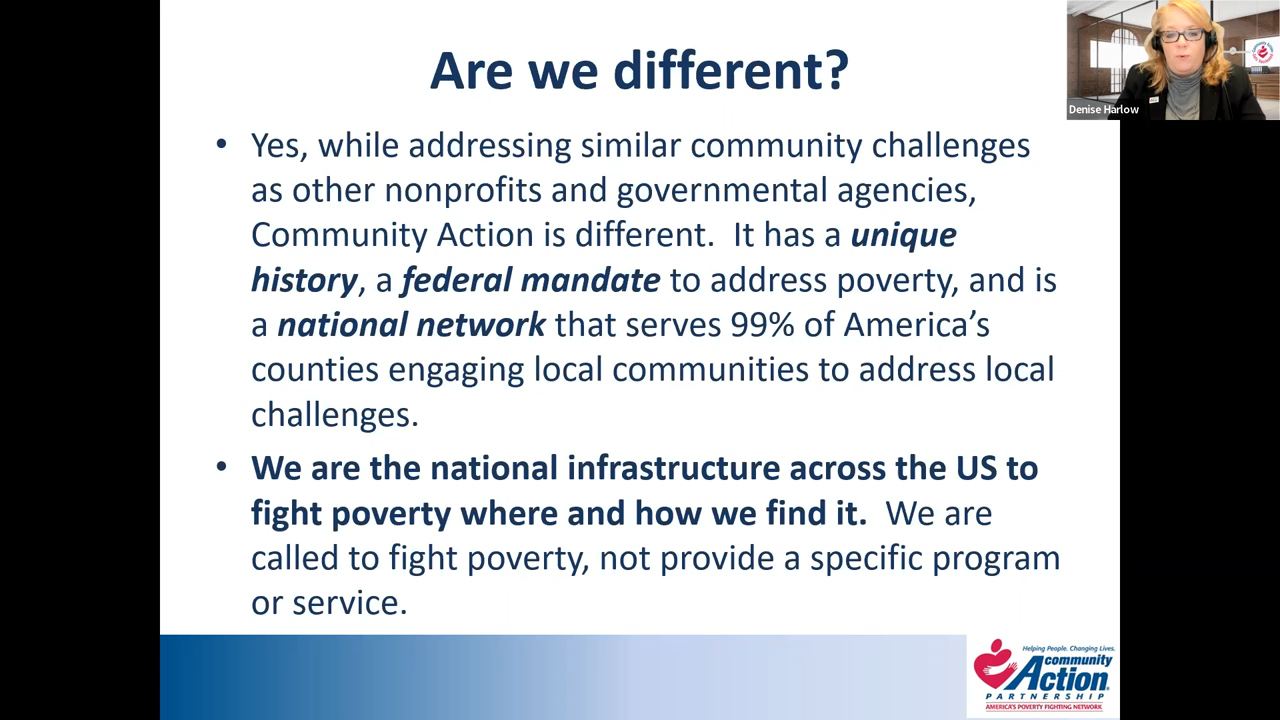 Are we different?
Denise Harlow
• Yes, while addressing similar community challenges
as other nonprofits and governmental agencies,
Community Action is different.  It has a unique
history, a federal mandate to address poverty, and is
a national network that serves 99% of America’s
counties engaging local communities to address local
challenges.
• We are the national infrastructure across the US to
fight poverty where and how we find it.  We are
called to fight poverty, not provide a specific program
or service.
Helping People. Changing Lives.
community
Action
PARTNERSHIP
AMERICA'S POVERTY FIGHTING NETWORK